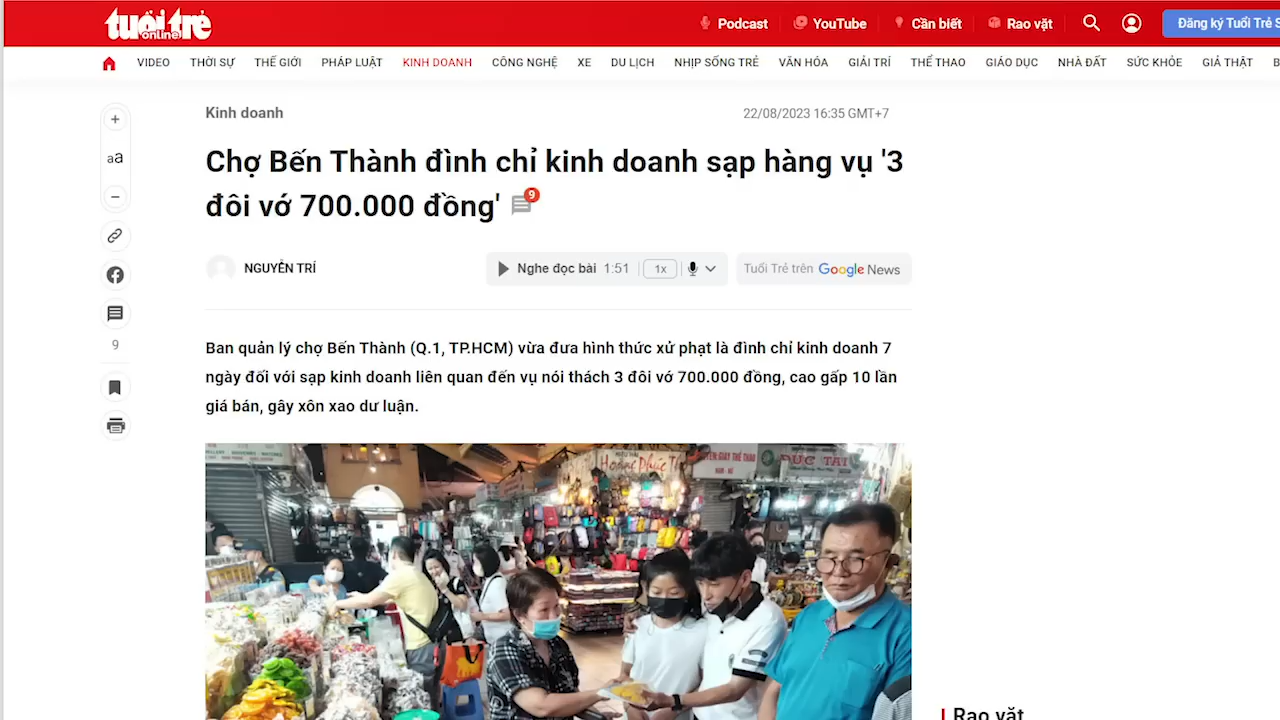 tuổi trẻ online
Podcast YouTube Cần biết Rao vặt Đăng ký Tuổi Trẻ S
VIDEO THỜI SỰ THẾ GIỚI PHÁP LUẬT KINH DOANH CÔNG NGHỆ XE DU LỊCH NHỊP SỐNG TRẺ VĂN HÓA GIẢI TRÍ THỂ THAO GIÁO DỤC NHÀ ĐẤT SỨC KHỎE GIẢ THẬT B
Kinh doanh 22/08/2023 16:35 GMT+7
+
aA
−
Chợ Bến Thành đình chỉ kinh doanh sạp hàng vụ '3
đôi vớ 700.000 đồng' 9
NGUYỄN TRÍ Nghe đọc bài 1:51 1x Tuổi Trẻ trên Google News
9
Ban quản lý chợ Bến Thành (Q.1, TP.HCM) vừa đưa hình thức xử phạt là đình chỉ kinh doanh 7
ngày đối với sạp kinh doanh liên quan đến vụ nói thách 3 đôi vớ 700.000 đồng, cao gấp 10 lần
giá bán, gây xôn xao dư luận.
Hoàng Phúc
GIAY THỂ THAO
ĐỨC TÀI
Rao vặt